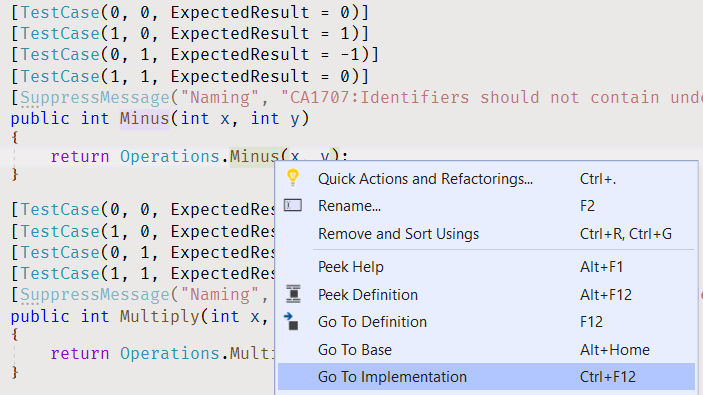 [TestCase(0, 0, ExpectedResult = 0)]
[TestCase(1, 0, ExpectedResult = 1)]
[TestCase(0, 1, ExpectedResult = -1)]
[TestCase(1, 1, ExpectedResult = 0)]
[SuppressMessage("Naming", "CA1707:Identifiers should not contain und
public int Minus(int x, int y)
{
return Operations.Minus(x, y);
}
[TestCase(0, 0, ExpectedRes
[TestCase(1, 0, ExpectedRes
[TestCase(0, 1, ExpectedRes
[TestCase(1, 1, ExpectedRes
[SuppressMessage("Naming",
public int Multiply(int x,
{
return Operations.Multi
}
Quick Actions and Refactorings... Ctrl+.
Rename... F2
Remove and Sort Usings Ctrl+R, Ctrl+G
Peek Help Alt+F1
Peek Definition Alt+F12
Go To Definition F12
Go To Base Alt+Home
Go To Implementation Ctrl+F12